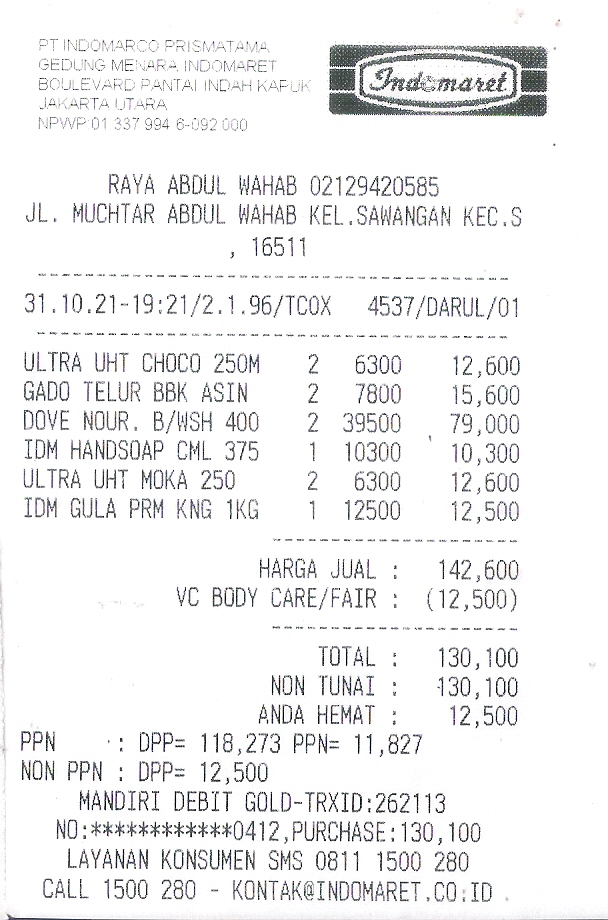 PT INDOMARCO PRISMATAMA
GEDUNG MENARA INDOMARET
BOULEVARD PANTAI INDAH KAPUK
JAKARTA UTARA
NPWP 01 337 994 6-092 000
Indomaret
RAYA ABDUL WAHAB 02129420585
JL. MUCHTAR ABDUL WAHAB KEL.SAWANGAN KEC.S
, 16511
31.10.21-19:21/2.1.96/TCOX 4537/DARUL/01
ULTRA UHT CHOCO 250M 2 6300 12,600
GADO TELUR BBK ASIN 2 7800 15,600
DOVE NOUR. B/WSH 400 2 39500 79,000
IDM HANDSOAP CML 375 1 10300 10,300
ULTRA UHT MOKA 250 2 6300 12,600
IDM GULA PRM KNG 1KG 1 12500 12,500
HARGA JUAL : 142,600
VC BODY CARE/FAIR : (12,500)
TOTAL : 130,100
NON TUNAI : 130,100
ANDA HEMAT : 12,500
PPN : DPP= 118,273 PPN= 11,827
NON PPN : DPP= 12,500
MANDIRI DEBIT GOLD-TRXID:262113
NO:************0412,PURCHASE:130,100
LAYANAN KONSUMEN SMS 0811 1500 280
CALL 1500 280 - KONTAK@INDOMARET.CO.ID